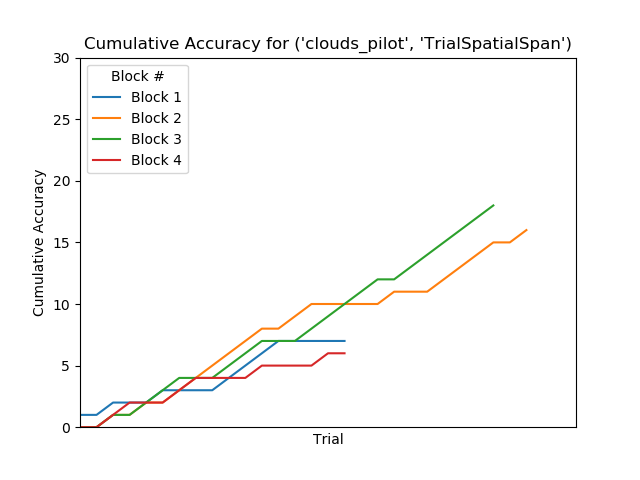 Cumulative Accuracy for ('clouds_pilot', 'TrialSpatialSpan')
30
25
20
15
10
5
0
Cumulative Accuracy
Block #
Block 1
Block 2
Block 3
Block 4
Trial